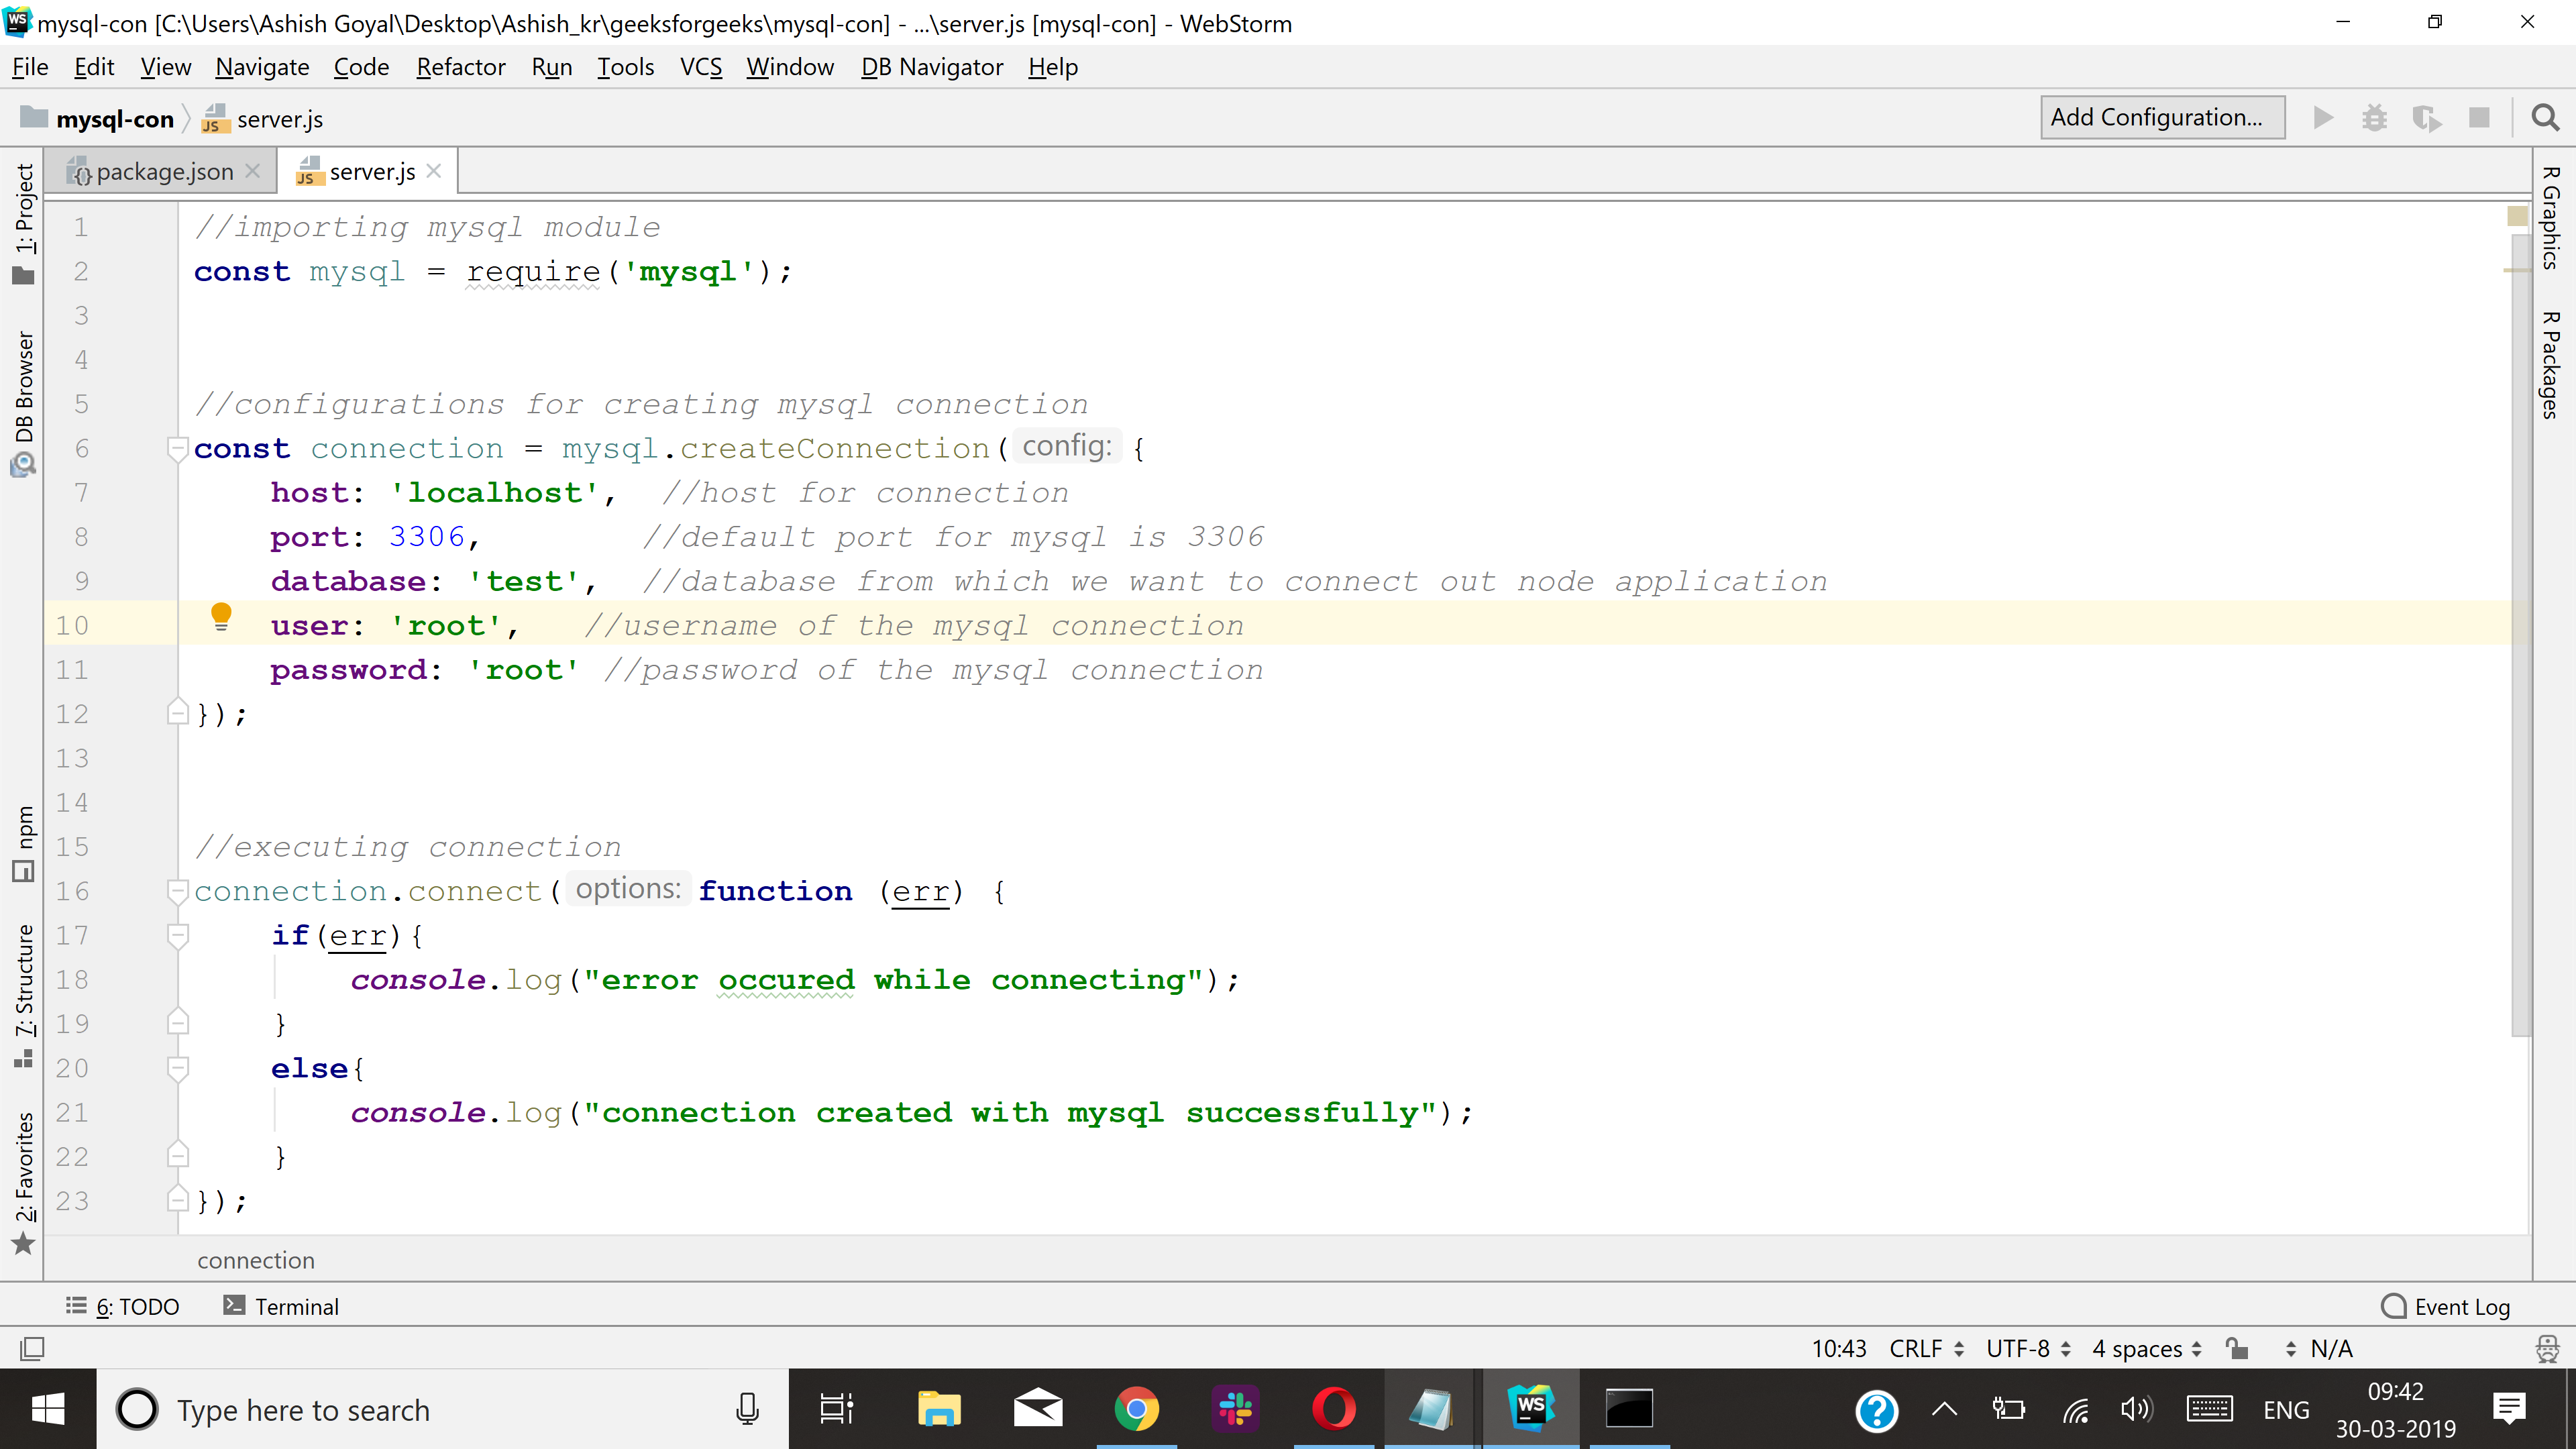 mysql-con [C:\Users\Ashish Goyal\Desktop\Ashish_kr\geeksforgeeks\mysql-con] - ...\server.js [mysql-con] - WebStorm
File Edit View Navigate Code Refactor Run Tools VCS Window DB Navigator Help
mysql-con server.js Add Configuration...
package.json server.js
1: Project
DB Browser
npm
7: Structure
2: Favorites
1 //importing mysql module
2 const mysql = require('mysql');
3
4
5 //configurations for creating mysql connection
6 const connection = mysql.createConnection( config: {
7 host: 'localhost', //host for connection
8 port: 3306, //default port for mysql is 3306
9 database: 'test', //database from which we want to connect out node application
10 user: 'root', //username of the mysql connection
11 password: 'root' //password of the mysql connection
12 });
13
14
15 //executing connection
16 connection.connect( options: function (err) {
17 if(err){
18 console.log("error occured while connecting");
19 }
20 else{
21 console.log("connection created with mysql successfully");
22 }
23 });
R Graphics
R Packages
connection
6: TODO Terminal Event Log
10:43 CRLF UTF-8 4 spaces N/A
Type here to search
ENG
09:42
30-03-2019